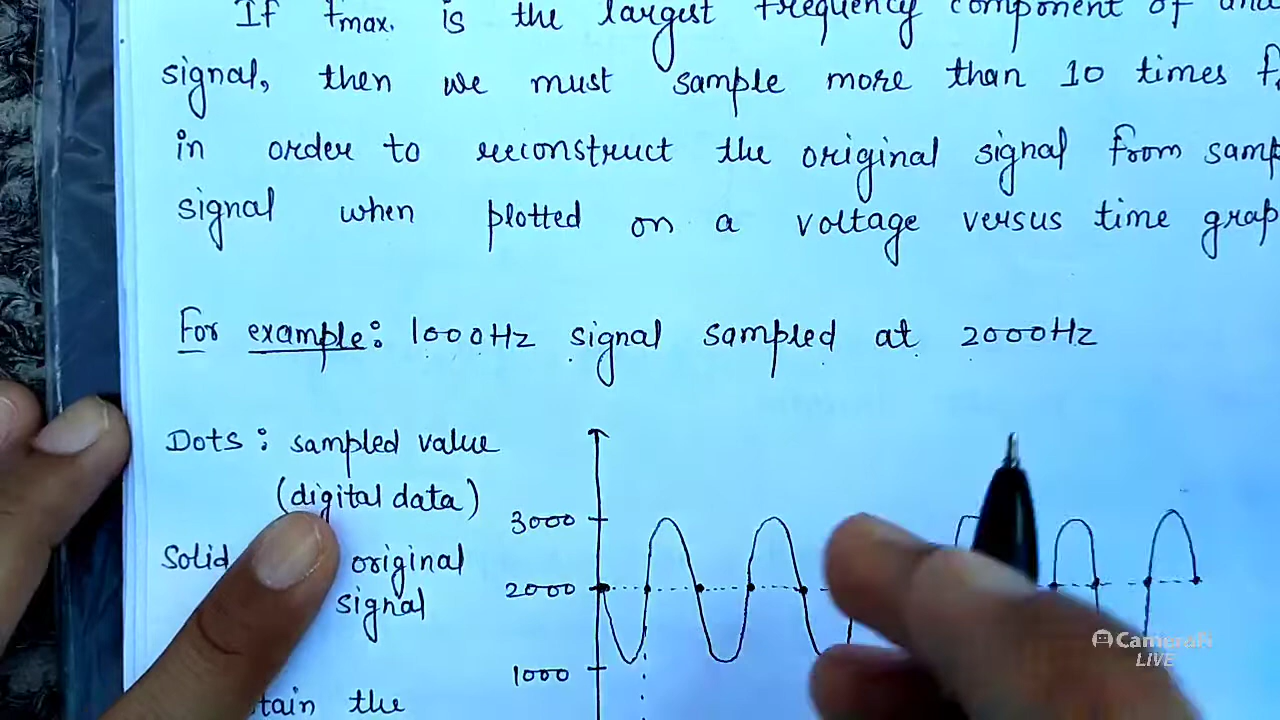 If fmax. is the largest frequency component of
signal, then we must sample more than 10 times
in order to reconstruct the original signal from
signal when plotted on a voltage versus time
For example: 1000Hz signal sampled at 2000Hz
Dots: sampled value
(digital data)
3000
Solid original
2000
signal
1000
the
CameraFi
LIVE